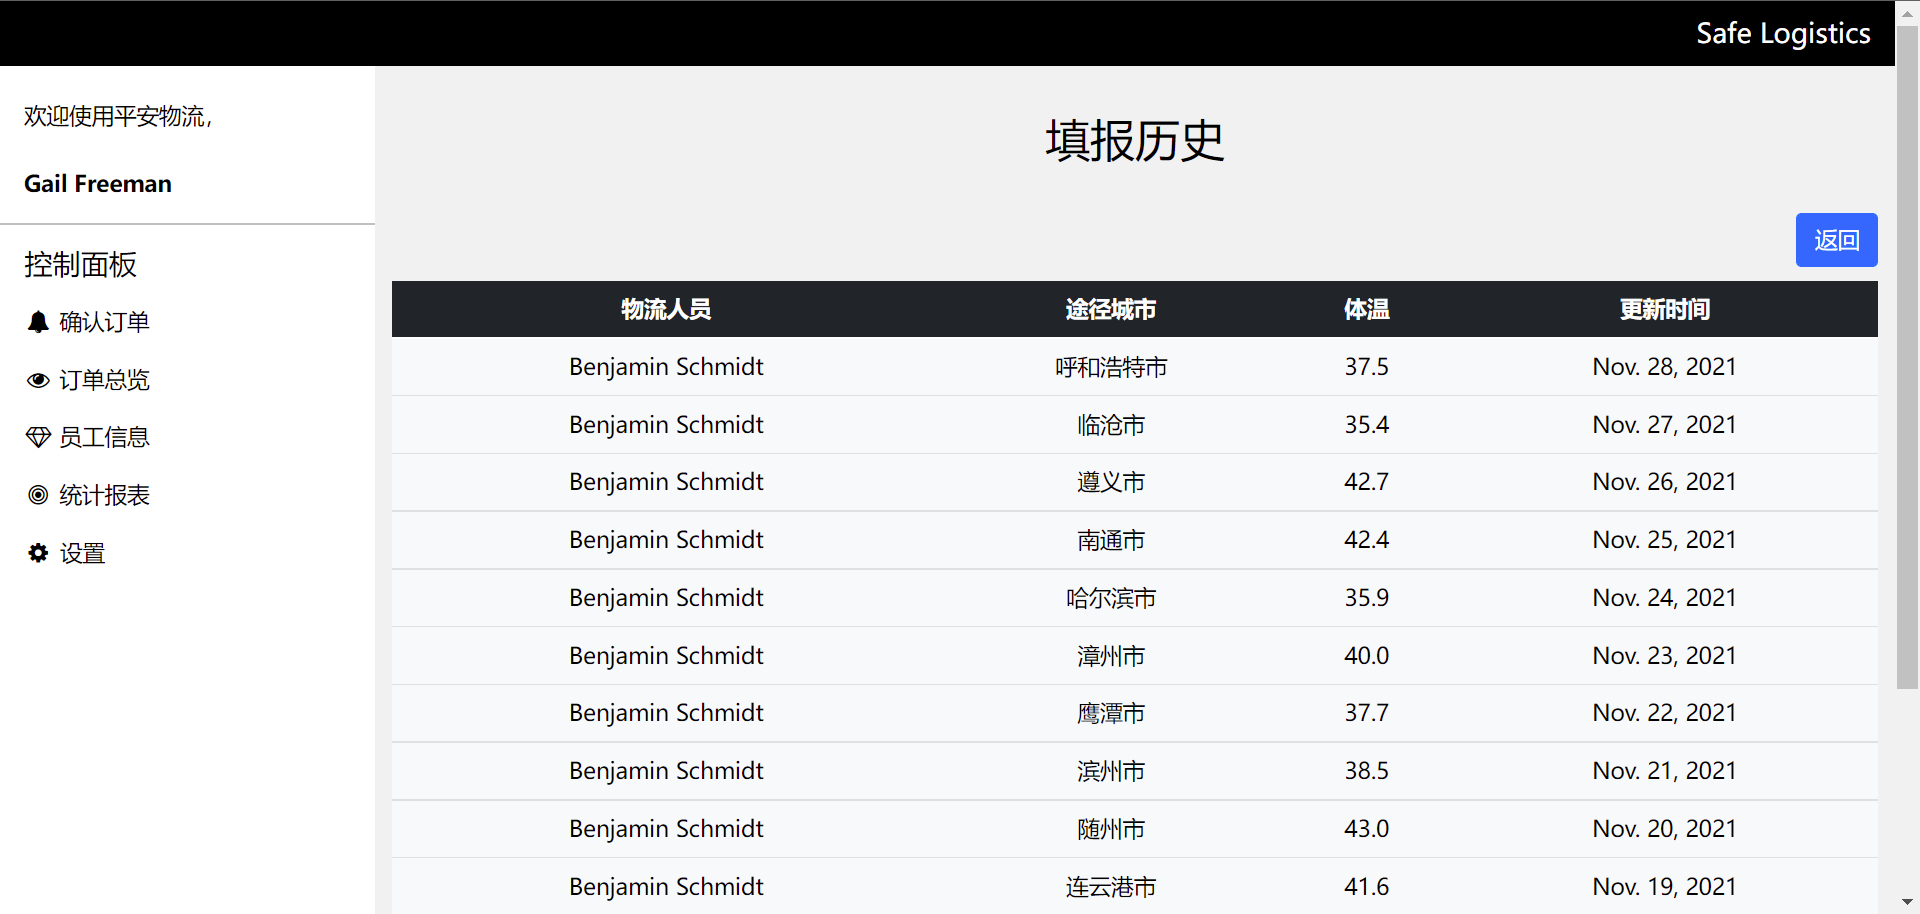 Safe Logistics
欢迎使用平安物流,
Gail Freeman
控制面板
确认订单
订单总览
员工信息
统计报表
设置
填报历史
返回
物流人员 途径城市 体温 更新时间
Benjamin Schmidt 呼和浩特市 37.5 Nov. 28, 2021
Benjamin Schmidt 临沧市 35.4 Nov. 27, 2021
Benjamin Schmidt 遵义市 42.7 Nov. 26, 2021
Benjamin Schmidt 南通市 42.4 Nov. 25, 2021
Benjamin Schmidt 哈尔滨市 35.9 Nov. 24, 2021
Benjamin Schmidt 漳州市 40.0 Nov. 23, 2021
Benjamin Schmidt 鹰潭市 37.7 Nov. 22, 2021
Benjamin Schmidt 滨州市 38.5 Nov. 21, 2021
Benjamin Schmidt 随州市 43.0 Nov. 20, 2021
Benjamin Schmidt 连云港市 41.6 Nov. 19, 2021